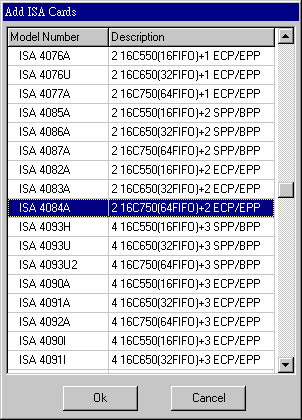 Add ISA Cards
Model Number Description
ISA 4076A 2 16C550(16FIFO)+1 ECP/EPP
ISA 4076U 2 16C650(32FIFO)+1 ECP/EPP
ISA 4077A 2 16C750(64FIFO)+1 ECP/EPP
ISA 4085A 2 16C550(16FIFO)+2 SPP/BPP
ISA 4086A 2 16C650(32FIFO)+2 SPP/BPP
ISA 4087A 2 16C750(64FIFO)+2 SPP/BPP
ISA 4082A 2 16C550(16FIFO)+2 ECP/EPP
ISA 4083A 2 16C650(32FIFO)+2 ECP/EPP
ISA 4084A 2 16C750(64FIFO)+2 ECP/EPP
ISA 4093H 4 16C550(16FIFO)+3 SPP/BPP
ISA 4093U 4 16C650(32FIFO)+3 SPP/BPP
ISA 4093U2 4 16C750(64FIFO)+3 SPP/BPP
ISA 4090A 4 16C550(16FIFO)+3 ECP/EPP
ISA 4091A 4 16C650(32FIFO)+3 ECP/EPP
ISA 4092A 4 16C750(64FIFO)+3 ECP/EPP
ISA 4090I 4 16C550(16FIFO)+3 ECP/EPP
ISA 4091I 4 16C650(32FIFO)+3 ECP/EPP
Ok Cancel